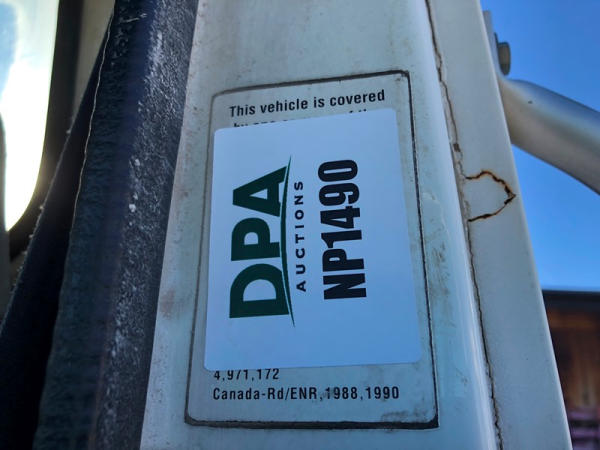 This vehicle is covered
DPA
AUCTIONS
NP1490
4,971,172
Canada-Rd/ENR,1988,1990